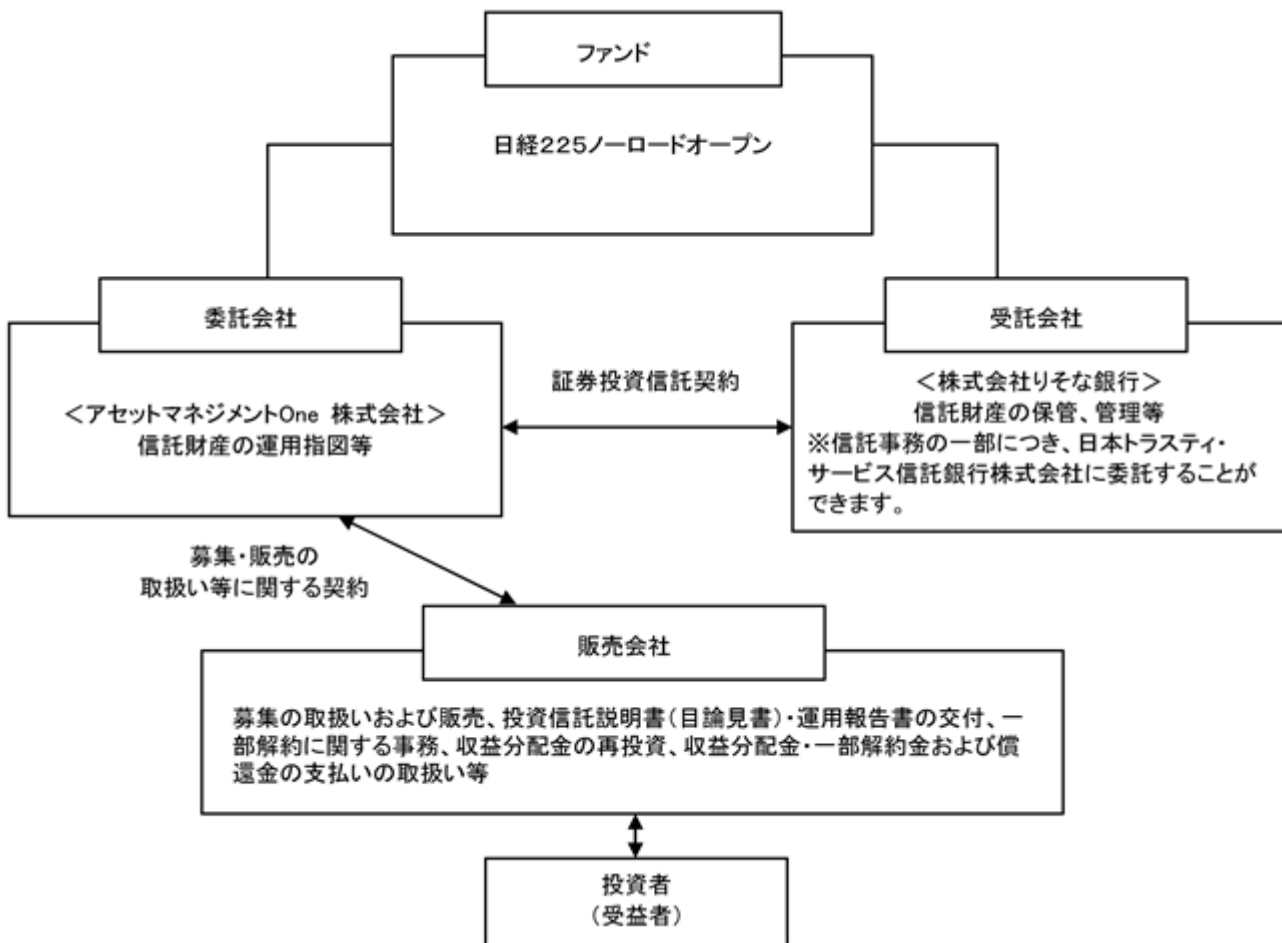 ファンド
日経225ノーロードオープン
委託会社
<アセットマネジメントOne 株式会社>
信託財産の運用指図等
証券投資信託契約
受託会社
<株式会社りそな銀行>
信託財産の保管、管理等
※信託事務の一部につき、日本トラスティ・
サービス信託銀行株式会社に委託することが
できます。
募集・販売の
取扱い等に関する契約
販売会社
募集の取扱いおよび販売、投資信託説明書(目論見書)・運用報告書の交付、一
部解約に関する事務、収益分配金の再投資、収益分配金・一部解約金および償
還金の支払いの取扱い等
投資者
(受益者)